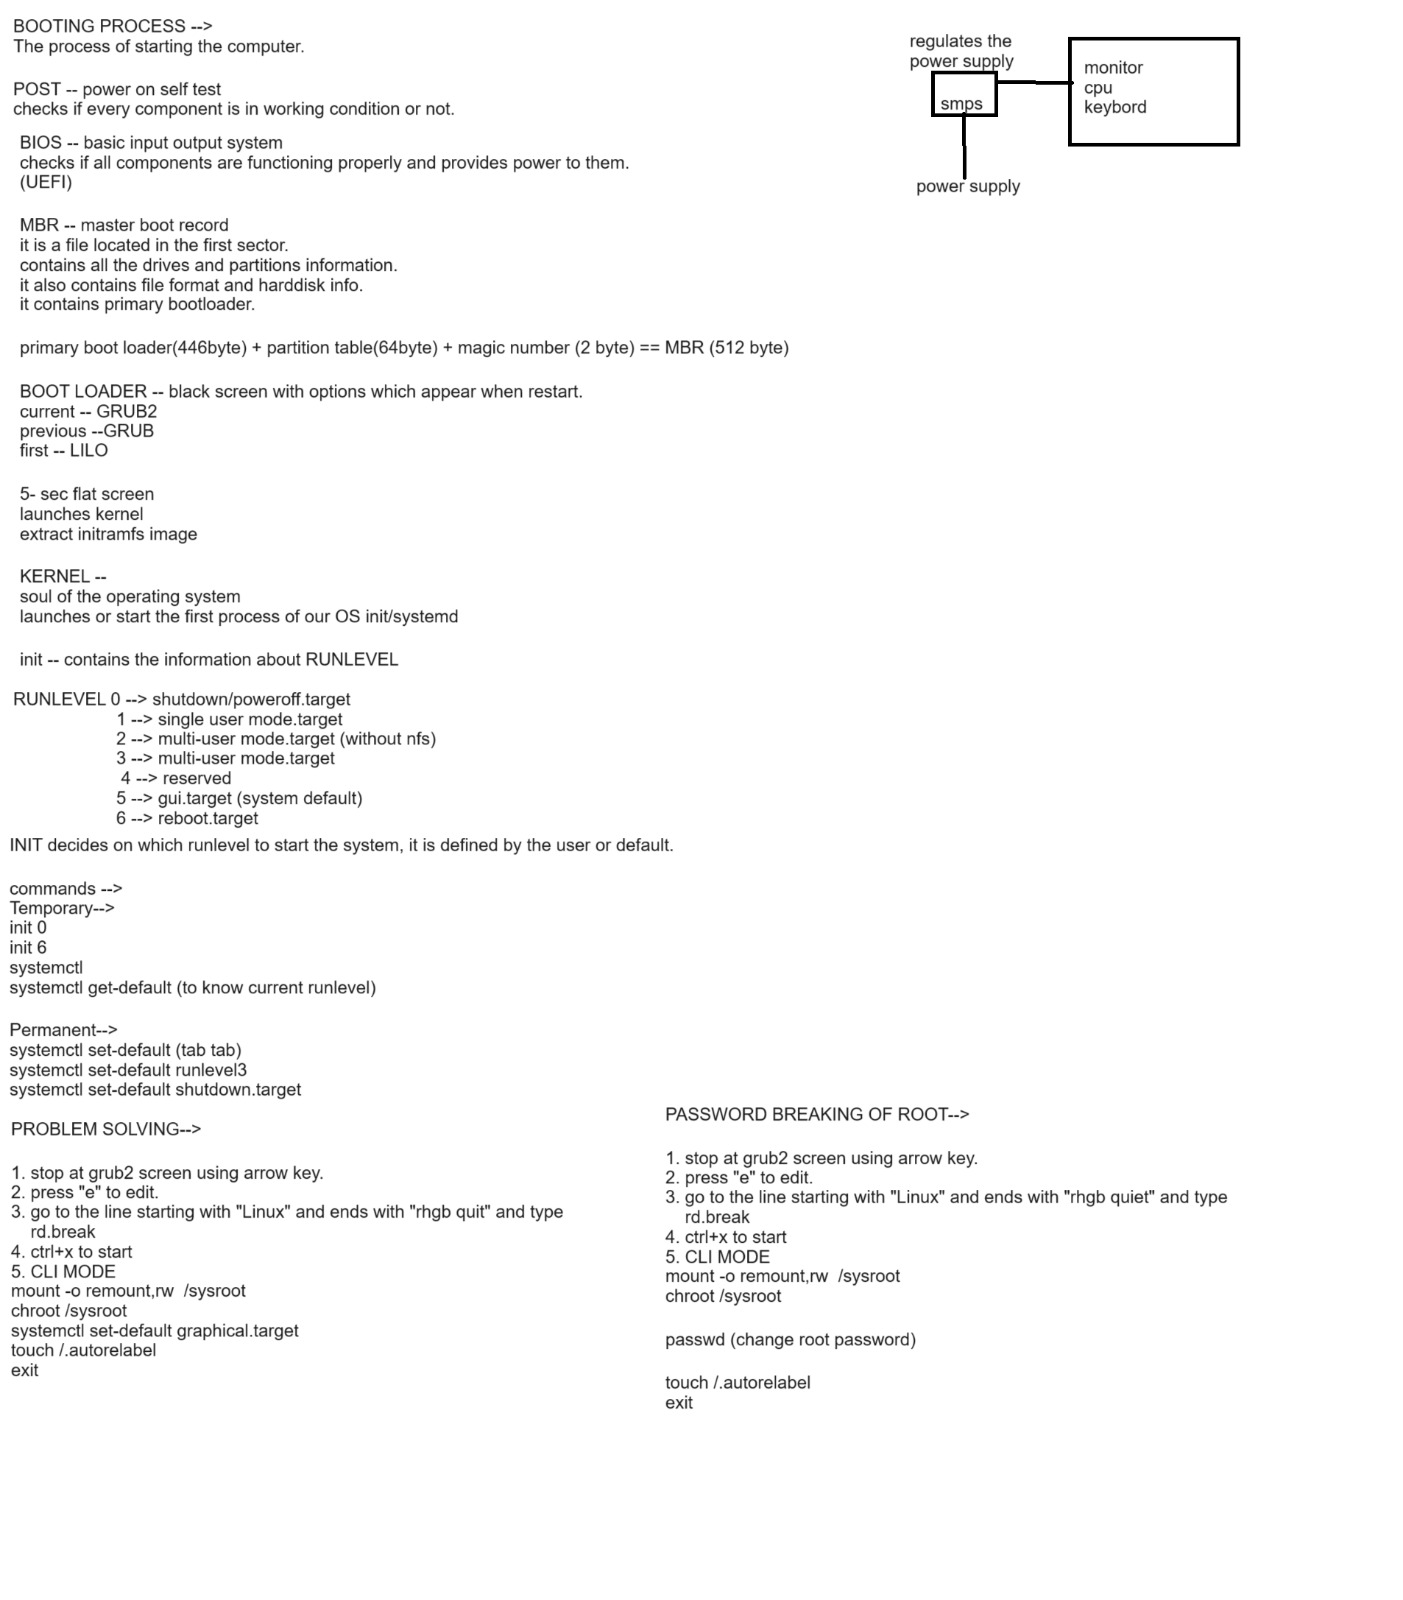 BOOTING PROCESS -->
The process of starting the computer.
POST -- power on self test
checks if every component is in working condition or not.
BIOS -- basic input output system
checks if all components are functioning properly and provides power to them.
(UEFI)
regulates the
power supply
smps
power supply
monitor
cpu
keybord
MBR -- master boot record
it is a file located in the first sector.
contains all the drives and partitions information.
it also contains file format and harddisk info.
it contains primary bootloader.
primary boot loader(446byte) + partition table(64byte) + magic number (2 byte) == MBR (512 byte)
BOOT LOADER -- black screen with options which appear when restart.
current -- GRUB2
previous --GRUB
first -- LILO
5- sec flat screen
launches kernel
extract initramfs image
KERNEL --
soul of the operating system
launches or start the first process of our OS init/systemd
init -- contains the information about RUNLEVEL
RUNLEVEL 0 --> shutdown/poweroff.target
1 --> single user mode.target
2 --> multi-user mode.target (without nfs)
3 --> multi-user mode.target
4 --> reserved
5 --> gui.target (system default)
6 --> reboot.target
INIT decides on which runlevel to start the system, it is defined by the user or default.
commands -->
Temporary-->
init 0
init 6
systemctl
systemctl get-default (to know current runlevel)
Permanent-->
systemctl set-default (tab tab)
systemctl set-default runlevel3
systemctl set-default shutdown.target
PROBLEM SOLVING-->
1. stop at grub2 screen using arrow key.
2. press "e" to edit.
3. go to the line starting with "Linux" and ends with "rhgb quit" and type
rd.break
4. ctrl+x to start
5. CLI MODE
mount -o remount,rw  /sysroot
chroot /sysroot
systemctl set-default graphical.target
touch /.autorelabel
exit
PASSWORD BREAKING OF ROOT-->
1. stop at grub2 screen using arrow key.
2. press "e" to edit.
3. go to the line starting with "Linux" and ends with "rhgb quiet" and type
rd.break
4. ctrl+x to start
5. CLI MODE
mount -o remount,rw  /sysroot
chroot /sysroot
passwd (change root password)
touch /.autorelabel
exit